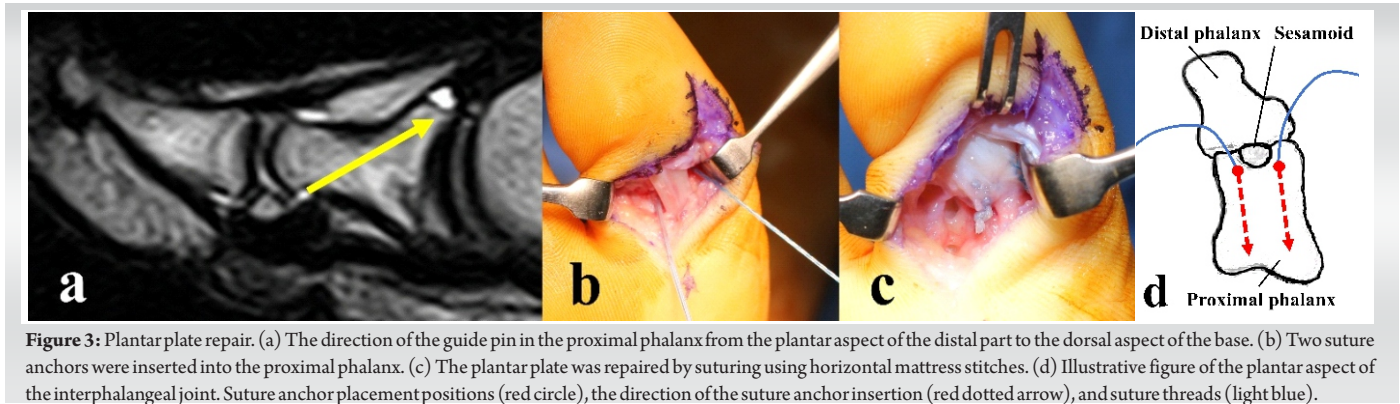 Distal phalanx Sesamoid
Proximal phalanx
a
b
c
d
Figure 3: Plantar plate repair. (a) The direction of the guide pin in the proximal phalanx from the plantar aspect of the distal part to the dorsal aspect of the base. (b) Two suture
anchors were inserted into the proximal phalanx. (c) The plantar plate was repaired by suturing using horizontal mattress stitches. (d) Illustrative figure of the plantar aspect of
the interphalangeal joint. Suture anchor placement positions (red circle), the direction of the suture anchor insertion (red dotted arrow), and suture threads (light blue).